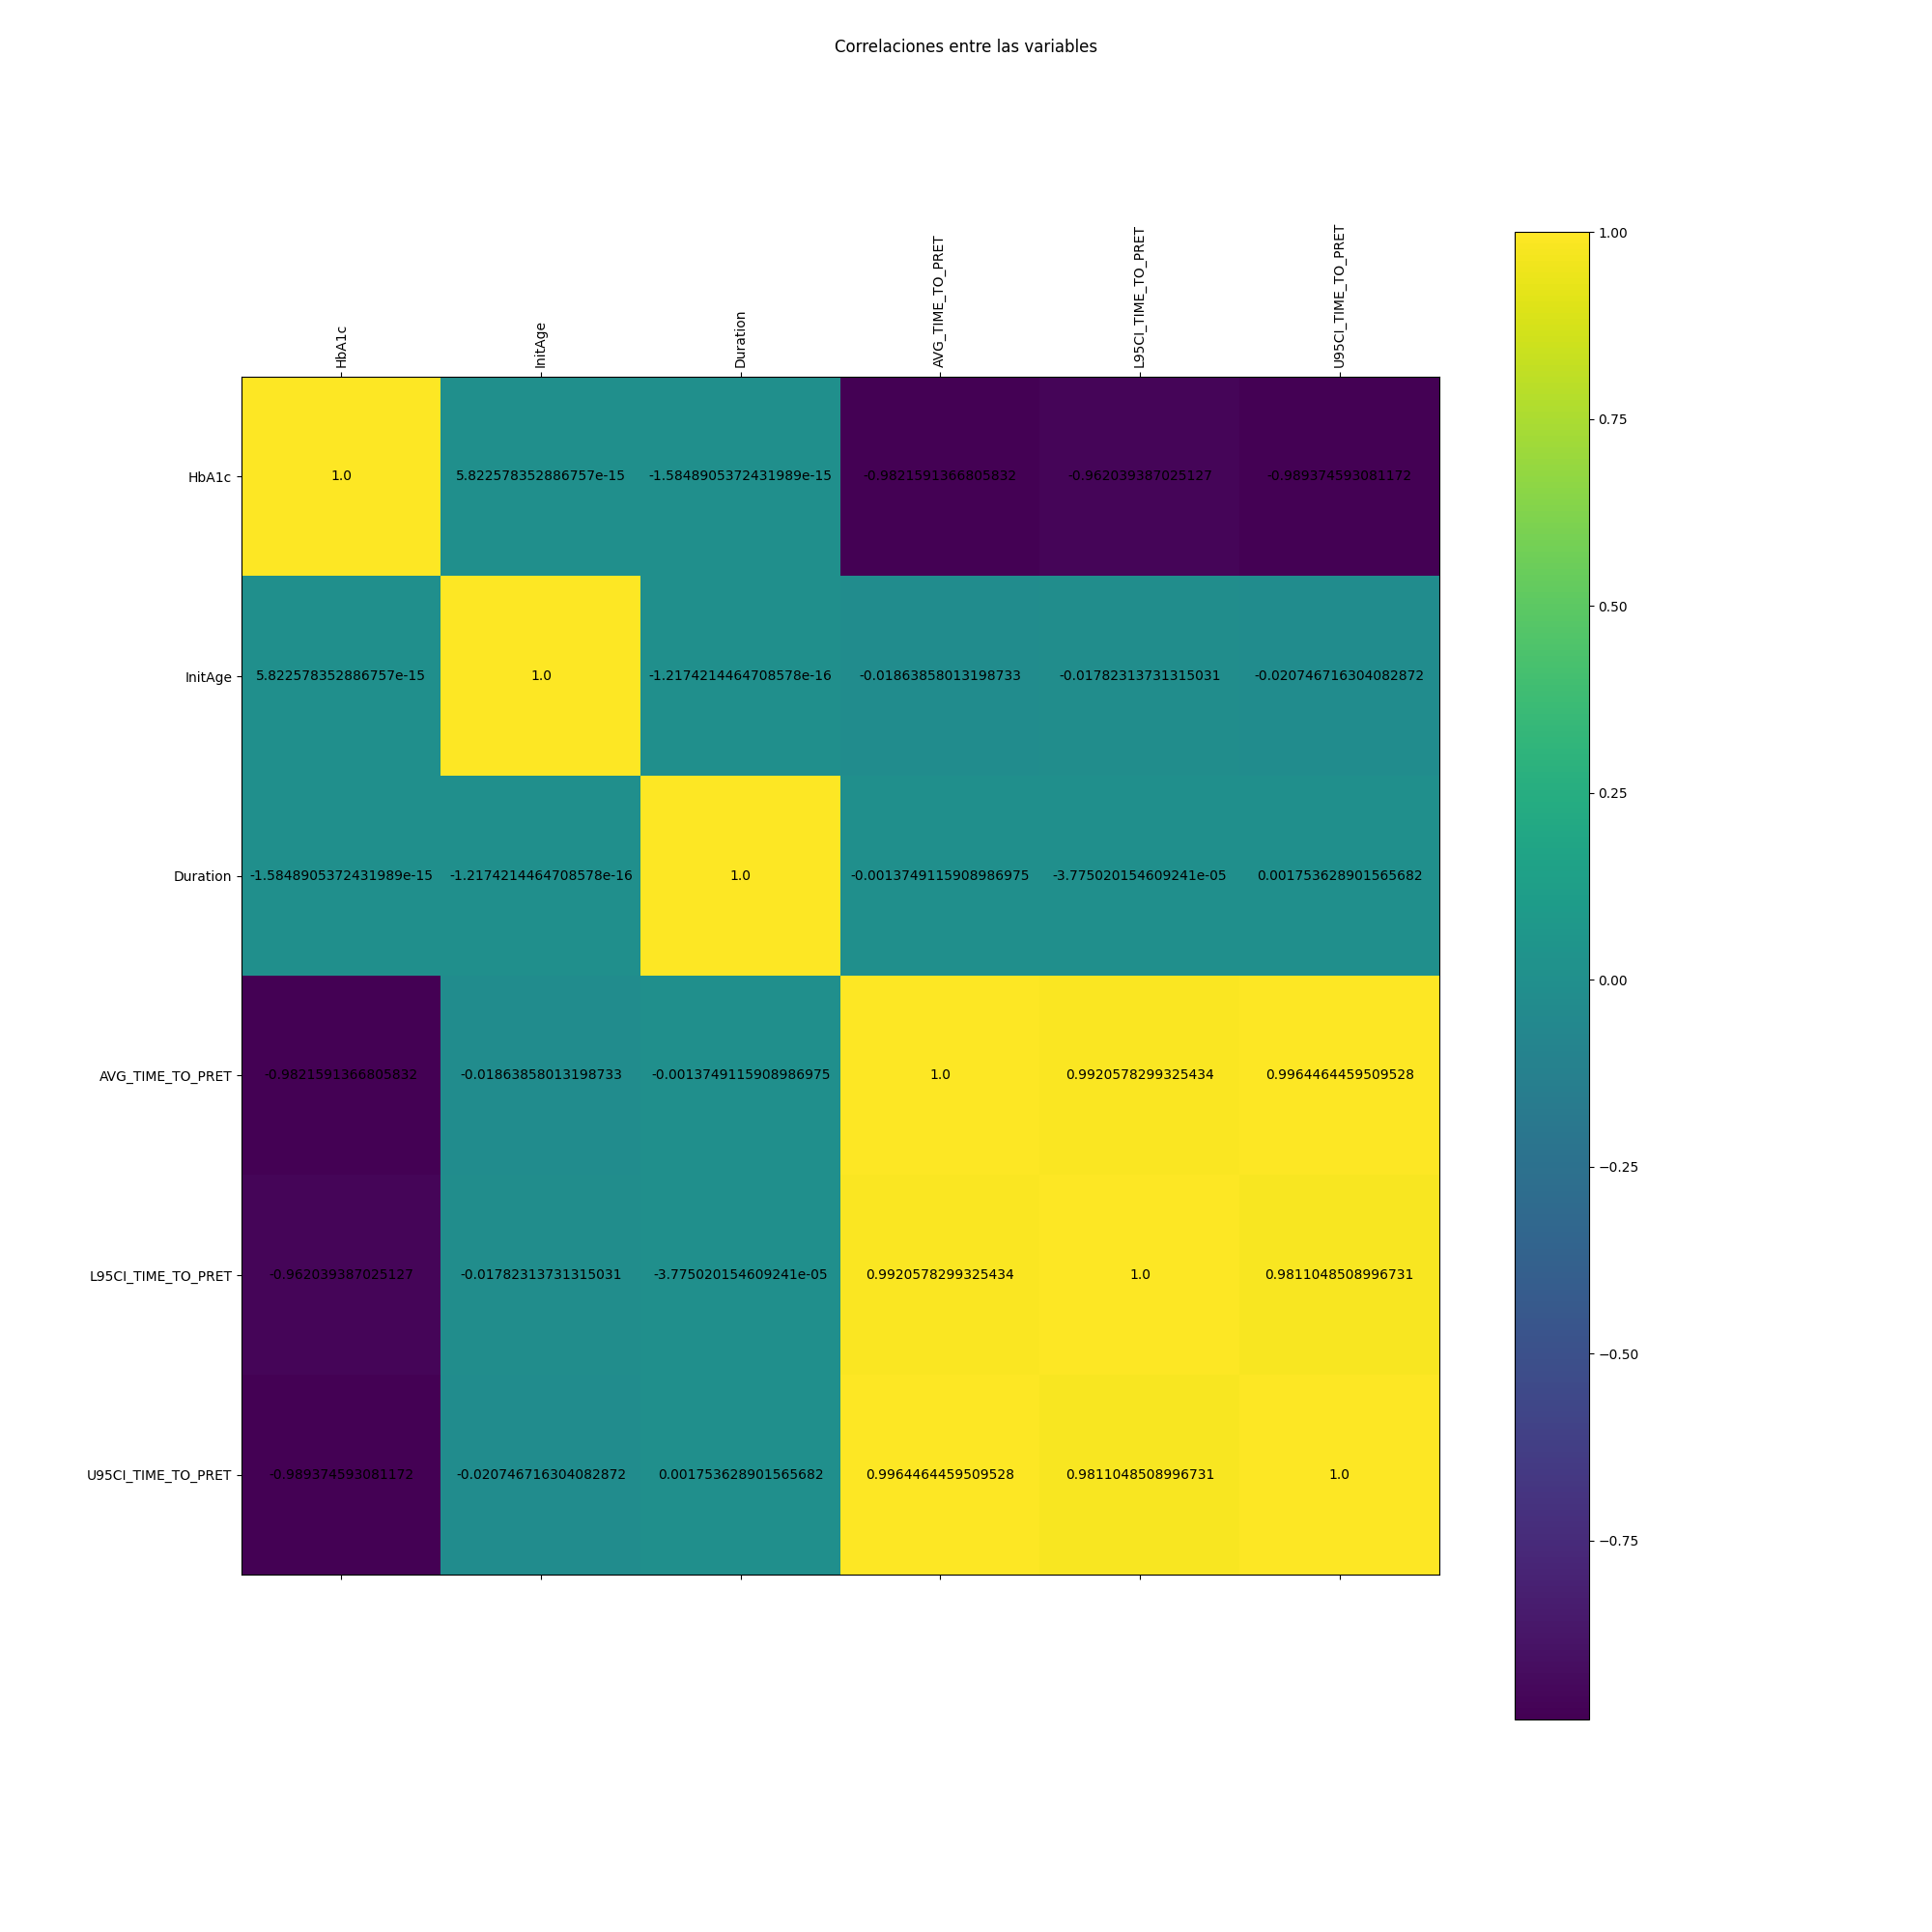 Correlaciones entre las variables
HbA1c InitAge Duration AVG_TIME_TO_PRET L95CI_TIME_TO_PRET U95CI_TIME_TO_PRET
HbA1c 1.0 5.822578352886757e-15 -1.5848905372431989e-15 -0.9821591366805832 -0.962039387025127 -0.989374593081172
InitAge 5.822578352886757e-15 1.0 -1.2174214464708578e-16 -0.01863858013198733 -0.01782313731315031 -0.020746716304082872
Duration -1.5848905372431989e-15 -1.2174214464708578e-16 1.0 -0.0013749115908986975 -3.775020154609241e-05 0.001753628901565682
AVG_TIME_TO_PRET -0.9821591366805832 -0.01863858013198733 -0.0013749115908986975 1.0 0.9920578299325434 0.9964464459509528
L95CI_TIME_TO_PRET -0.962039387025127 -0.01782313731315031 -3.775020154609241e-05 0.9920578299325434 1.0 0.9811048508996731
U95CI_TIME_TO_PRET -0.989374593081172 -0.020746716304082872 0.001753628901565682 0.9964464459509528 0.9811048508996731 1.0
1.00
0.75
0.50
0.25
0.00
−0.25
−0.50
−0.75